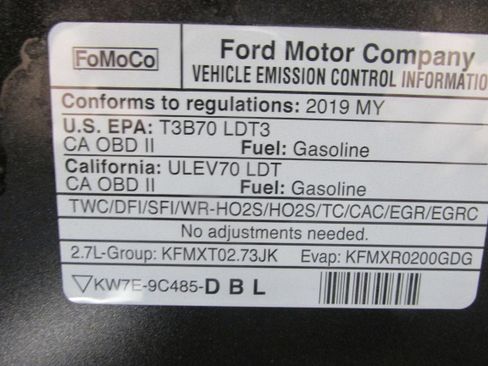 FoMoCo
Ford Motor Company
VEHICLE EMISSION CONTROL INFORMATIO
Conforms to regulations: 2019 MY
U.S. EPA: T3B70 LDT3
CA OBD II Fuel: Gasoline
California: ULEV70 LDT
CA OBD II Fuel: Gasoline
TWC/DFI/SFI/WR-HO2S/HO2S/TC/CAC/EGR/EGRC
No adjustments needed.
2.7L-Group: KFMXT02.73JK Evap: KFMXR0200GDG
KW7E-9C485-DBL